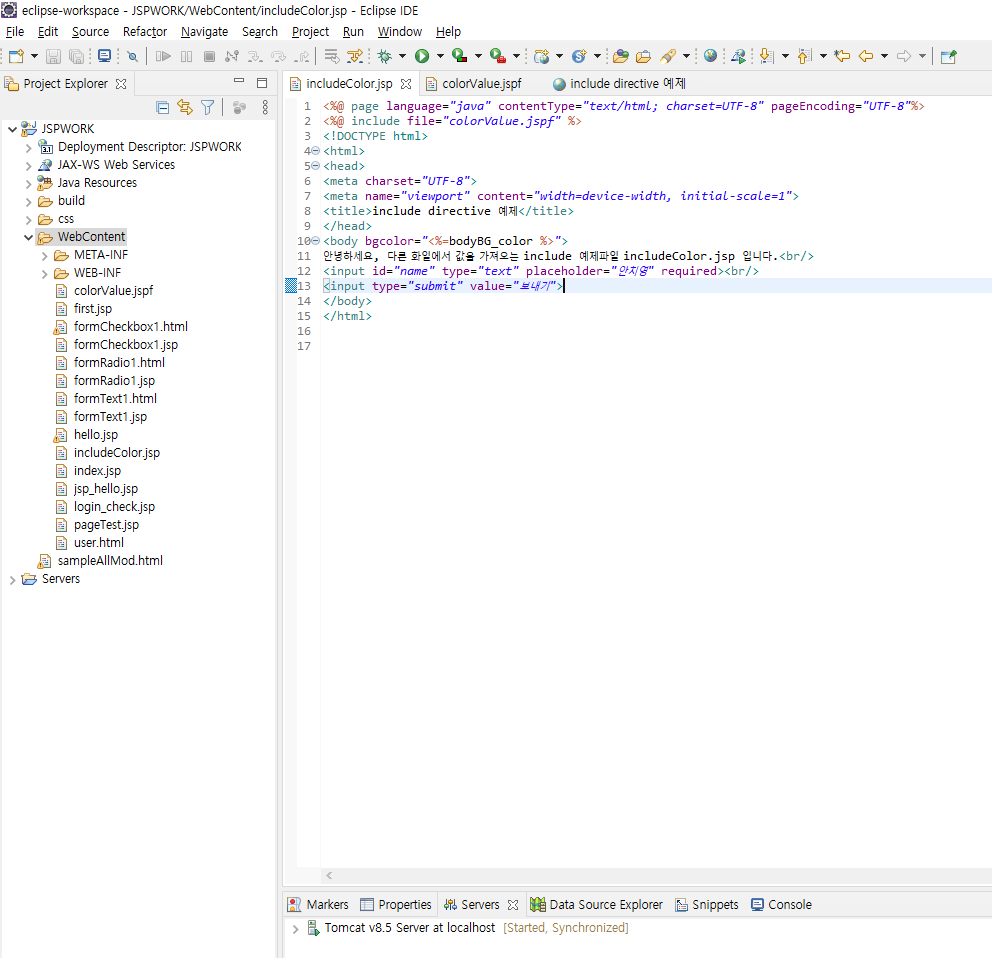 eclipse-workspace - JSPWORK/WebContent/includeColor.jsp - Eclipse IDE
File Edit Source Refactor Navigate Search Project Run Window Help
Project Explorer
includeColor.jsp colorValue.jspf include directive 예제
JSPWORK
3.1 Deployment Descriptor: JSPWORK
JAX-WS Web Services
Java Resources
build
css
WebContent
META-INF
WEB-INF
colorValue.jspf
first.jsp
formCheckbox1.html
formCheckbox1.jsp
formRadio1.html
formRadio1.jsp
formText1.html
formText1.jsp
hello.jsp
includeColor.jsp
index.jsp
jsp_hello.jsp
login_check.jsp
pageTest.jsp
user.html
sampleAllMod.html
Servers
1 <%@ page language="java" contentType="text/html; charset=UTF-8" pageEncoding="UTF-8"%>
2 <%@ include file="colorValue.jspf" %>
3 <!DOCTYPE html>
4 <html>
5 <head>
6 <meta charset="UTF-8">
7 <meta name="viewport" content="width=device-width, initial-scale=1">
8 <title>include directive 예제</title>
9 </head>
10 <body bgcolor="<%=bodyBG_color %>">
11 안녕하세요, 다른 화일에서 값을 가져오는 include 예제파일 includeColor.jsp 입니다.<br/>
12 <input id="name" type="text" placeholder="안지영" required><br/>
13 <input type="submit" value="보내기">
14 </body>
15 </html>
16
17
Markers Properties Servers Data Source Explorer Snippets Console
Tomcat v8.5 Server at localhost [Started, Synchronized]